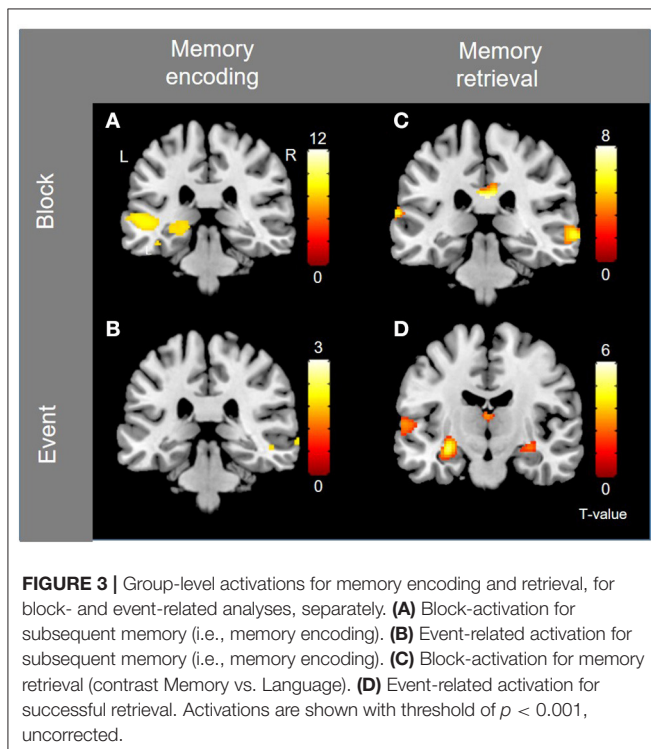 Memory encoding
Memory retrieval
Block
Event
A
L
R
12
0
C
8
0
B
3
0
D
6
0
T-value
FIGURE 3 | Group-level activations for memory encoding and retrieval, for
block- and event-related analyses, separately. (A) Block-activation for
subsequent memory (i.e., memory encoding). (B) Event-related activation for
subsequent memory (i.e., memory encoding). (C) Block-activation for memory
retrieval (contrast Memory vs. Language). (D) Event-related activation for
successful retrieval. Activations are shown with threshold of p < 0.001,
uncorrected.